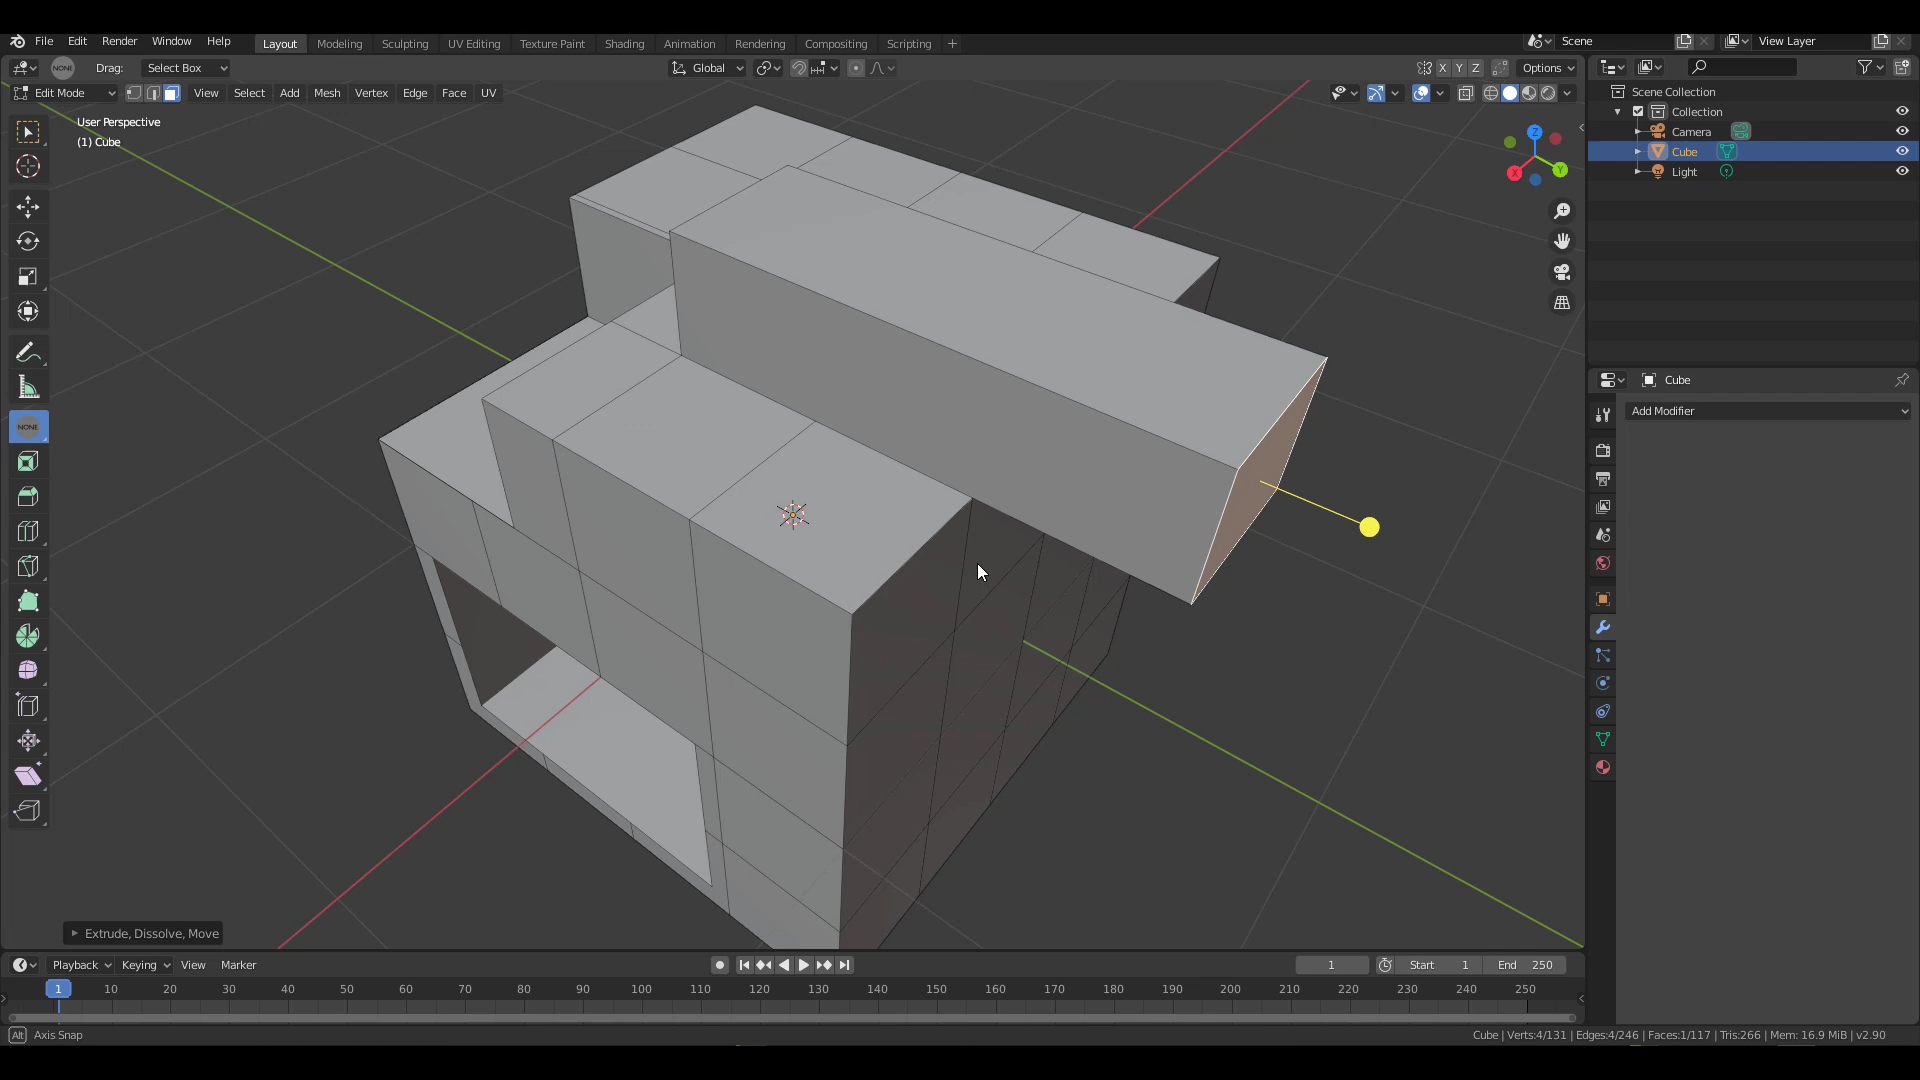 File Edit Render Window Help Layout Modeling Sculpting UV Editing Texture Paint Shading Animation Rendering Compositing Scripting + Scene View Layer
NONE Drag: Select Box Global X Y Z Options
Edit Mode View Select Add Mesh Vertex Edge Face UV
User Perspective
(1) Cube
Z
Y
X
NONE
Extrude, Dissolve, Move
Scene Collection
Collection
Camera
Cube
Light
Cube
Add Modifier
Playback Keying View Marker 1 Start 1 End 250
1 10 20 30 40 50 60 70 80 90 100 110 120 130 140 150 160 170 180 190 200 210 220 230 240 250
Alt Axis Snap Cube | Verts:4/131 | Edges:4/246 | Faces:1/117 | Tris:266 | Mem: 16.9 MiB | v2.90